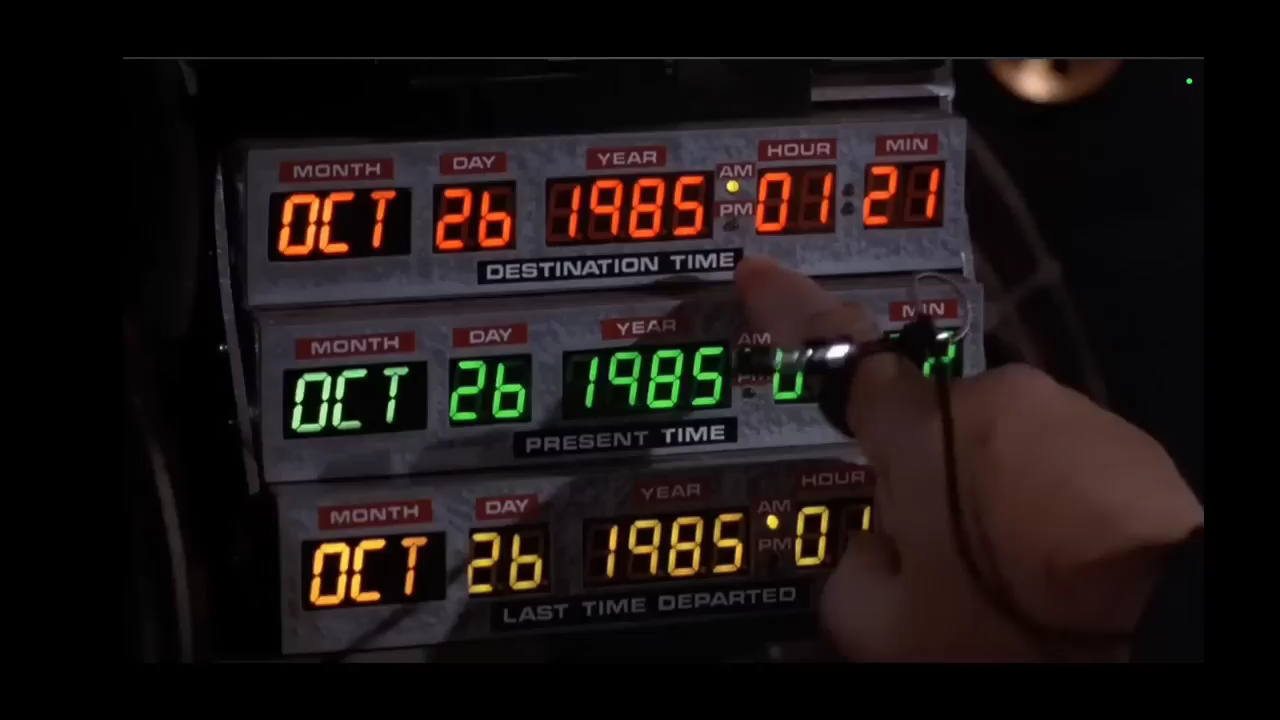 MONTH DAY YEAR AM HOUR MIN
OCT 26 1985 PM 01 21
DESTINATION TIME
MONTH DAY YEAR AM MIN
OCT 26 1985
PRESENT TIME
MONTH DAY YEAR AM HOUR
OCT 26 1985 PM
LAST TIME DEPARTED